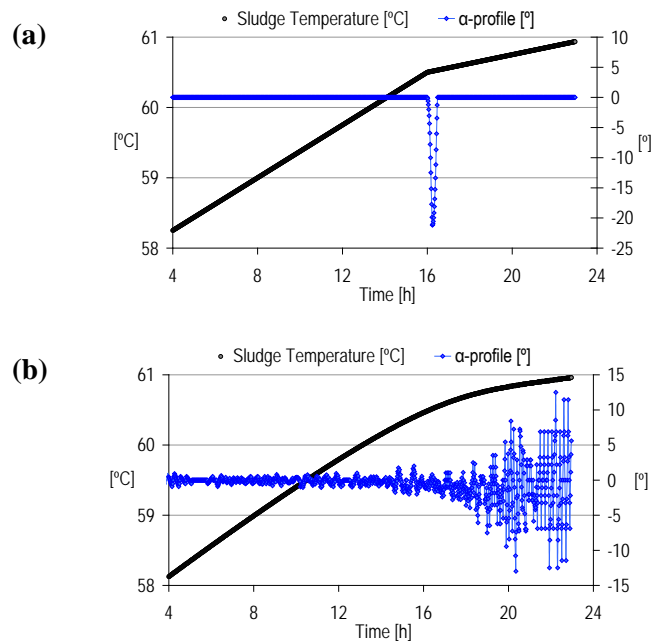 (a)
Sludge Temperature [ºC] α-profile [º]
61 10
5
60 0
-5
[ºC] [º]
-10
59
-15
-20
58 -25
4 8 12 16 20 24
Time [h]
(b)
Sludge Temperature [ºC] α-profile [º]
61 15
10
60 5
[ºC] 0 [º]
59 -5
-10
58 -15
4 8 12 16 20 24
Time [h]